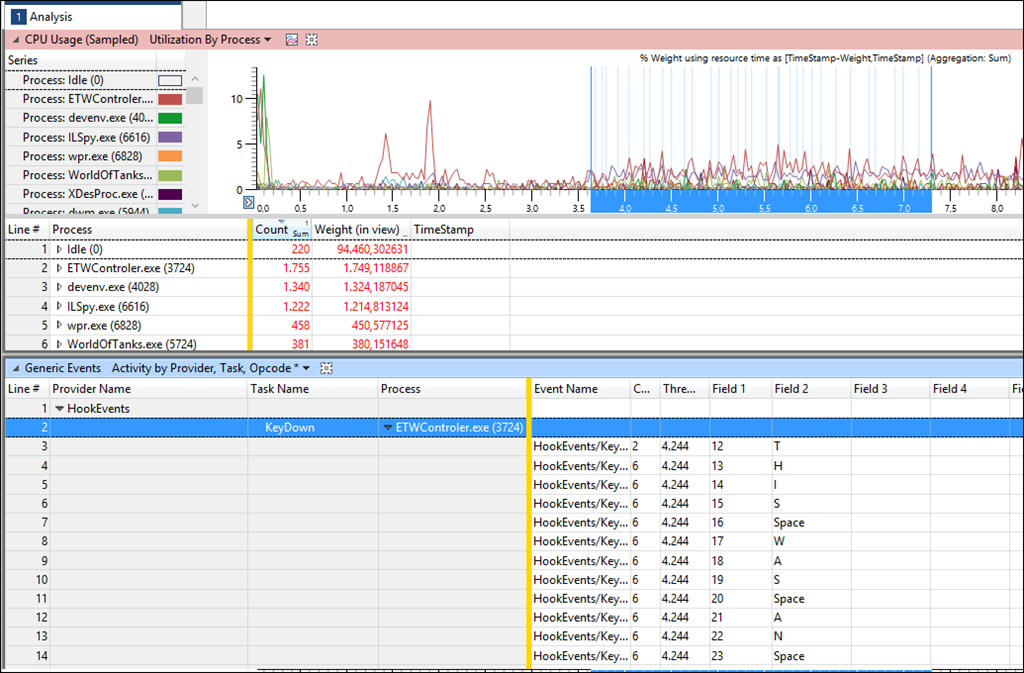 1 Analysis
CPU Usage (Sampled) Utilization By Process
Series
Process: Idle (0)
Process: ETWControler....
Process: devenv.exe (40...
Process: ILSpy.exe (6616)
Process: wpr.exe (6828)
Process: WorldOfTanks...
Process: XDesProc.exe (...
Process: dwm.exe (5944)
% Weight using resource time as [TimeStamp-Weight,TimeStamp] (Aggregation: Sum)
10
5
0
0.0 0.5 1.0 1.5 2.0 2.5 3.0 3.5 4.0 4.5 5.0 5.5 6.0 6.5 7.0 7.5 8.0
Line # Process Count Sum 1 Weight (in view) ... TimeStamp
1 Idle (0) 220 94.460,302631
2 ETWControler.exe (3724) 1.755 1.749,118867
3 devenv.exe (4028) 1.340 1.324,187045
4 ILSpy.exe (6616) 1.222 1.214,813124
5 wpr.exe (6828) 458 450,577125
6 WorldOfTanks.exe (5724) 381 380,151648
Generic Events Activity by Provider, Task, Opcode *
Line # Provider Name Task Name Process Event Name C... Thre... Field 1 Field 2 Field 3 Field 4 Fi
1 HookEvents
2 KeyDown ETWControler.exe (3724)
3 HookEvents/Key... 2 4.244 12 T
4 HookEvents/Key... 6 4.244 13 H
5 HookEvents/Key... 6 4.244 14 I
6 HookEvents/Key... 6 4.244 15 S
7 HookEvents/Key... 6 4.244 16 Space
8 HookEvents/Key... 6 4.244 17 W
9 HookEvents/Key... 6 4.244 18 A
10 HookEvents/Key... 6 4.244 19 S
11 HookEvents/Key... 6 4.244 20 Space
12 HookEvents/Key... 6 4.244 21 A
13 HookEvents/Key... 6 4.244 22 N
14 HookEvents/Key... 6 4.244 23 Space